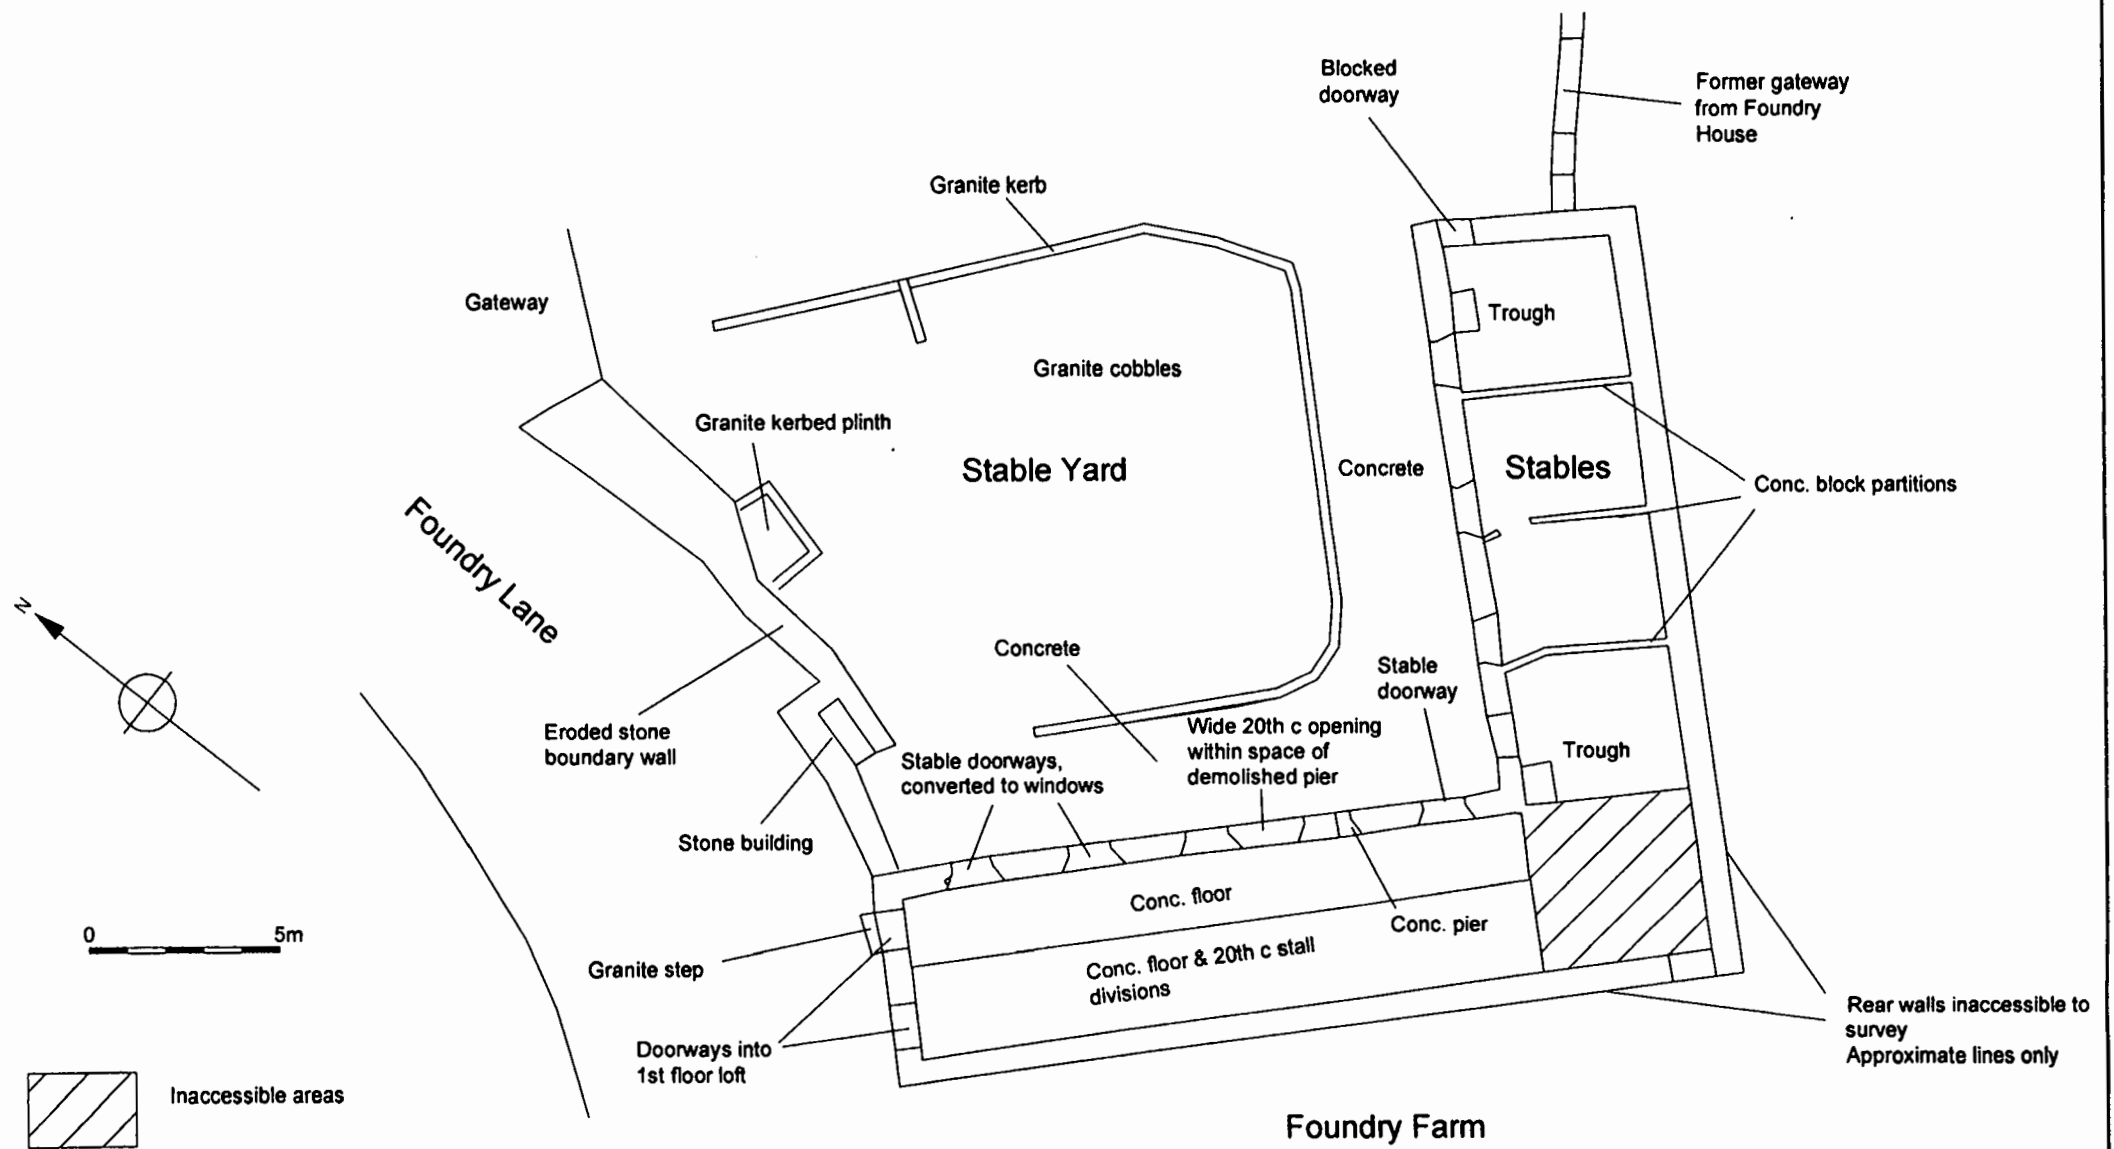 Blocked
doorway
Former gateway
from Foundry
House
Granite kerb
Gateway
Trough
Granite cobbles
Granite kerbed plinth
Stable Yard
Concrete
Stables
Conc. block partitions
Foundry Lane
N
Concrete
Stable
doorway
Eroded stone
boundary wall
Wide 20th c opening
within space of
demolished pier
Trough
Stable doorways,
converted to windows
Stone building
Conc. floor
Conc. pier
0 5m
Granite step
Conc. floor & 20th c stall
divisions
Rear walls inaccessible to
survey
Approximate lines only
Doorways into
1st floor loft
Inaccessible areas
Foundry Farm